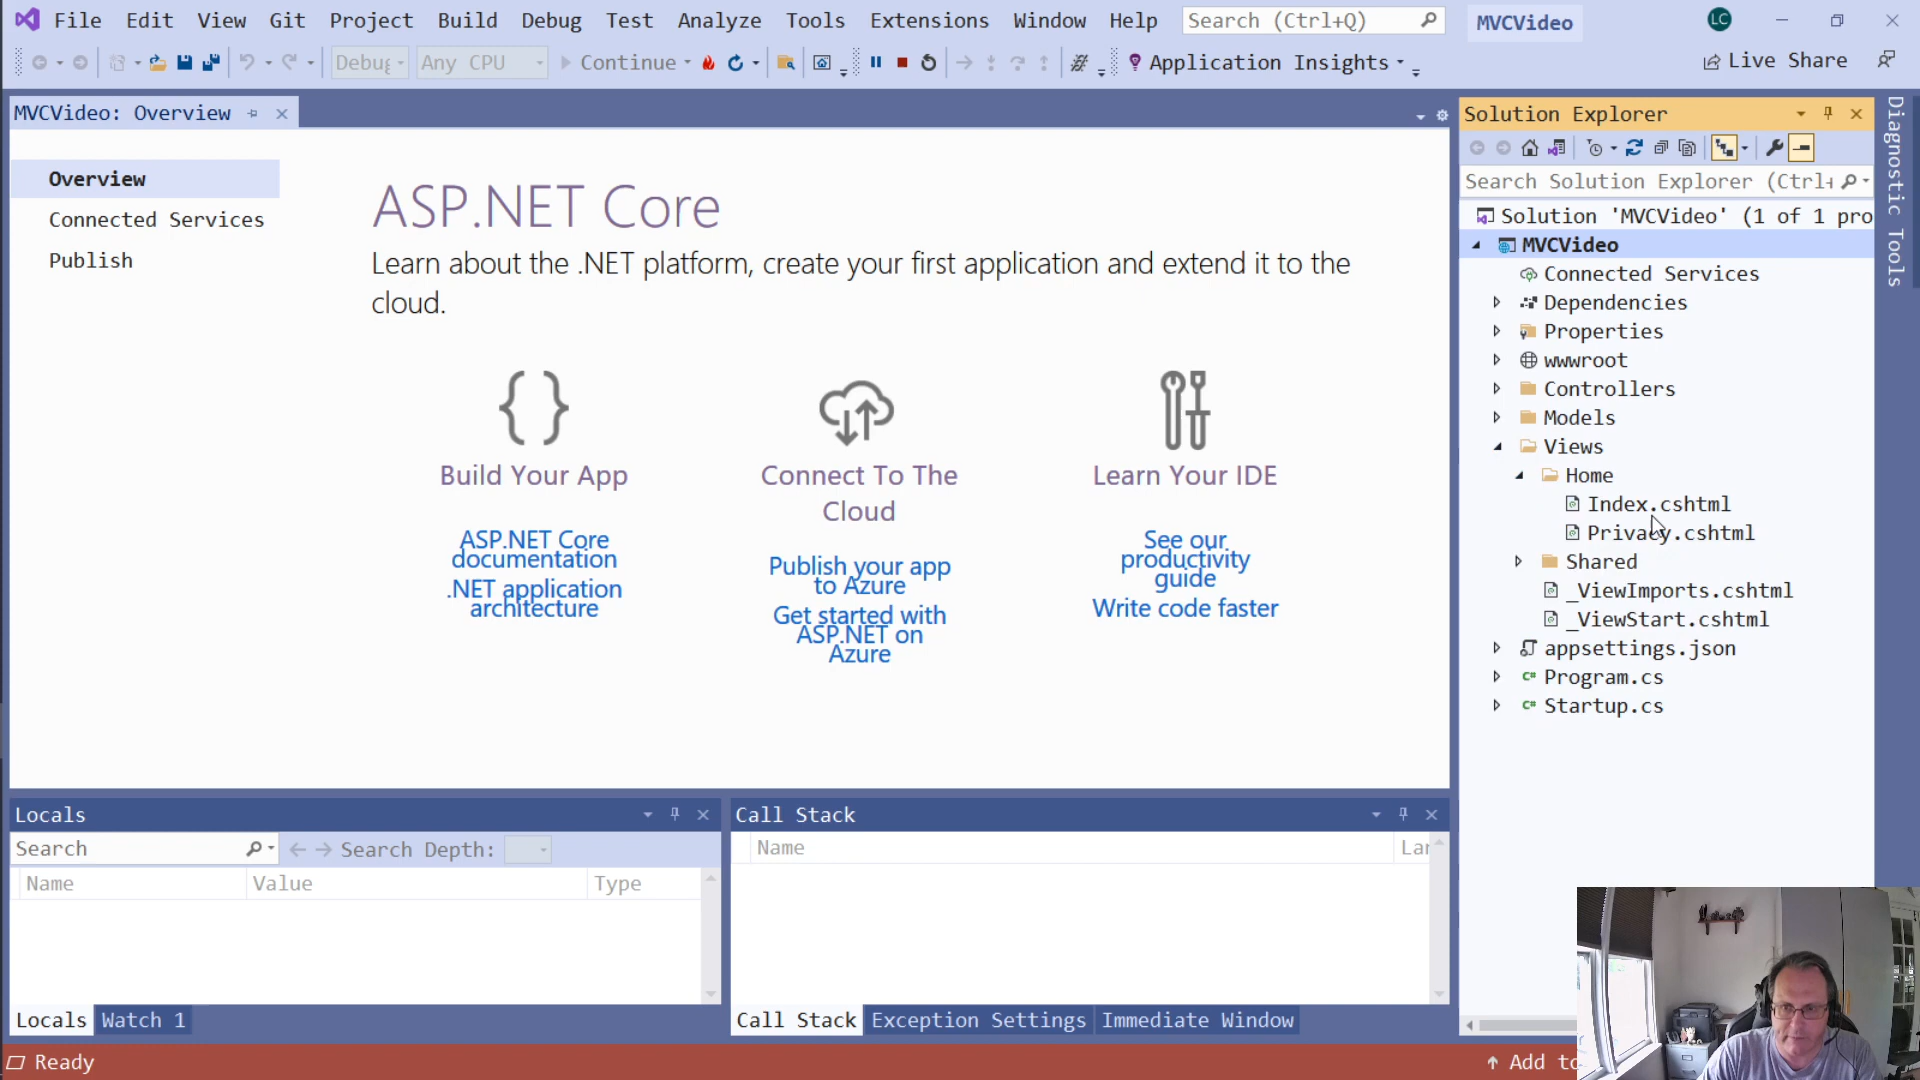 File Edit View Git Project Build Debug Test Analyze Tools Extensions Window Help Search (Ctrl+Q) MVCVideo LC
Debug Any CPU Continue Application Insights Live Share
MVCVideo: Overview
Overview
Connected Services
Publish
ASP.NET Core
Learn about the .NET platform, create your first application and extend it to the
cloud.
Build Your App
ASP.NET Core
documentation
.NET application
architecture
Connect To The
Cloud
Publish your app
to Azure
Get started with
ASP.NET on
Azure
Learn Your IDE
See our
productivity
guide
Write code faster
Solution Explorer
Search Solution Explorer (Ctrl+
Solution 'MVCVideo' (1 of 1 pro
MVCVideo
Connected Services
Dependencies
Properties
wwwroot
Controllers
Models
Views
Home
Index.cshtml
Privacy.cshtml
Shared
_ViewImports.cshtml
_ViewStart.cshtml
appsettings.json
C# Program.cs
C# Startup.cs
Diagnostic Tools
Locals
Search Search Depth:
Name Value Type
Locals Watch 1
Call Stack
Name Lar
Call Stack Exception Settings Immediate Window
Ready
Add to